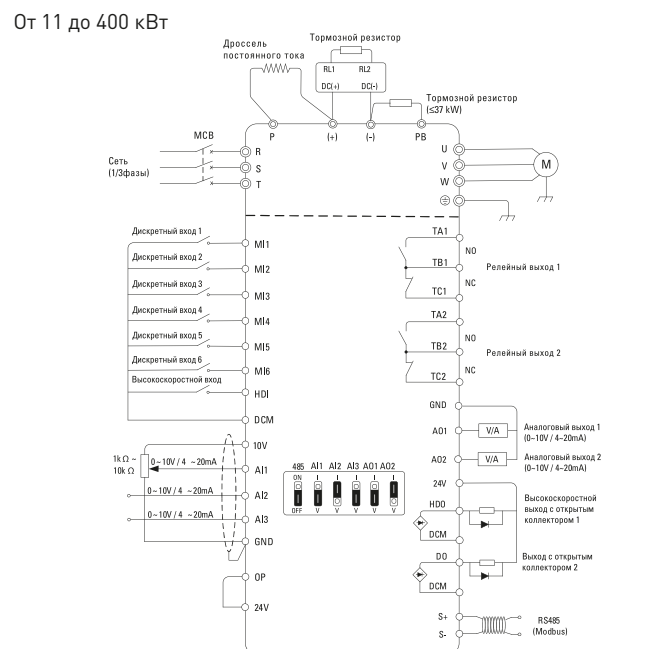 От 11 до 400 кВт
Дроссель
постоянного тока
Тормозной резистор
RL1 RL2
DC(+) DC(-)
Тормозной резистор
(≤37 kW)
P (+) (-) PB
MCB
Сеть
(1/3фазы)
R
S
T
U
V
W
M
Дискретный вход 1
MI1
Дискретный вход 2
MI2
Дискретный вход 3
MI3
Дискретный вход 4
MI4
Дискретный вход 5
MI5
Дискретный вход 6
MI6
Высокоскоростной вход
HDI
DCM
10V
1k Ω ~
10k Ω
0~10V / 4 ~20mA
AI1
0~10V / 4 ~20mA
AI2
0~10V / 4 ~20mA
AI3
GND
OP
24V
485 AI1 AI2 AI3 AO1 AO2
ON I I I I I
OFF V V V V V
TA1
NO
TB1
Релейный выход 1
NC
TC1
TA2
NO
TB2
Релейный выход 2
NC
TC2
GND
AO1
V/A
Аналоговый выход 1
(0~10V / 4~20mA)
AO2
V/A
Аналоговый выход 2
(0~10V / 4~20mA)
24V
HDO
Высокоскоростной
выход с открытым
коллектором 1
DCM
DO
Выход с открытым
коллектором 2
DCM
S+
S-
RS485
(Modbus)